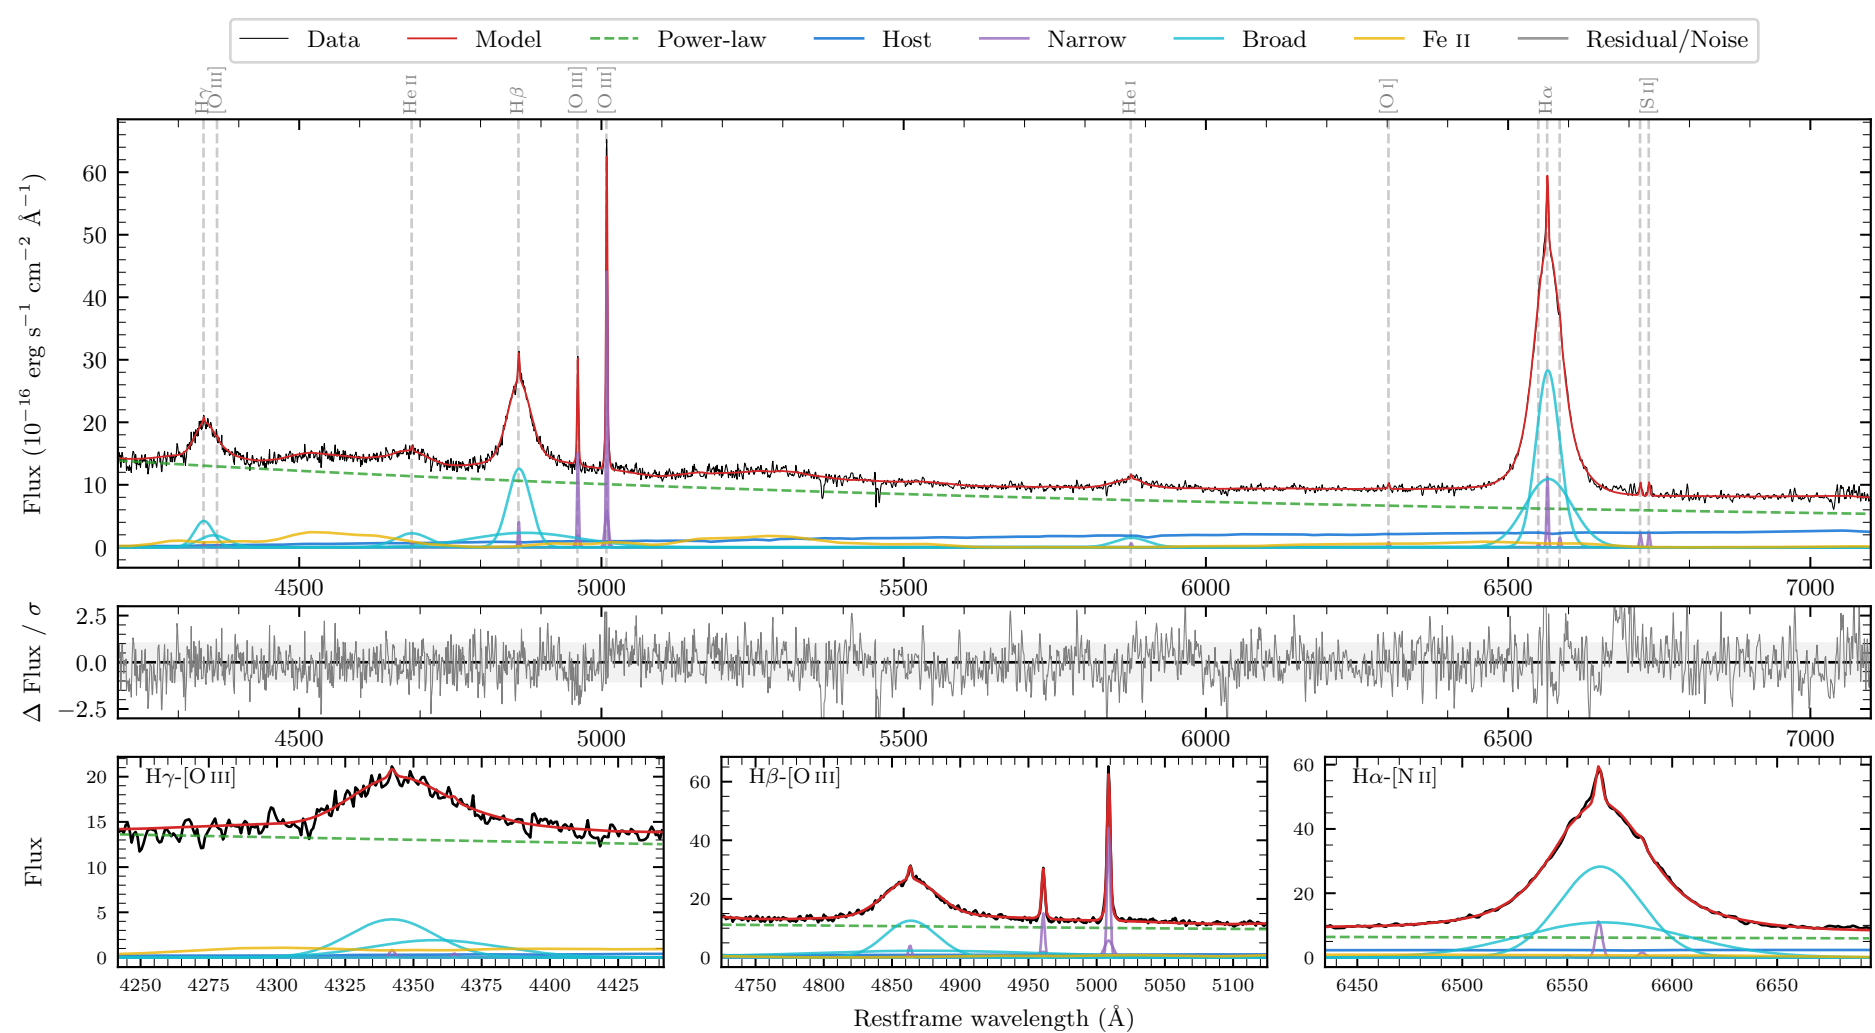 Data Model Power-law Host Narrow Broad Fe II Residual/Noise
Hγ [O III] He II Hβ [O III] [O III] He I [O I] Hα [S II]
Flux (10−16 erg s−1 cm−2 Å−1)
60
50
40
30
20
10
0
4500 5000 5500 6000 6500 7000
Δ Flux / σ
2.5
0.0
−2.5
4500 5000 5500 6000 6500 7000
Flux
Hγ-[O III]
20
15
10
5
0
4250 4275 4300 4325 4350 4375 4400 4425
Hβ-[O III]
60
40
20
0
4750 4800 4850 4900 4950 5000 5050 5100
Hα-[N II]
60
40
20
0
6450 6500 6550 6600 6650
Restframe wavelength (Å)